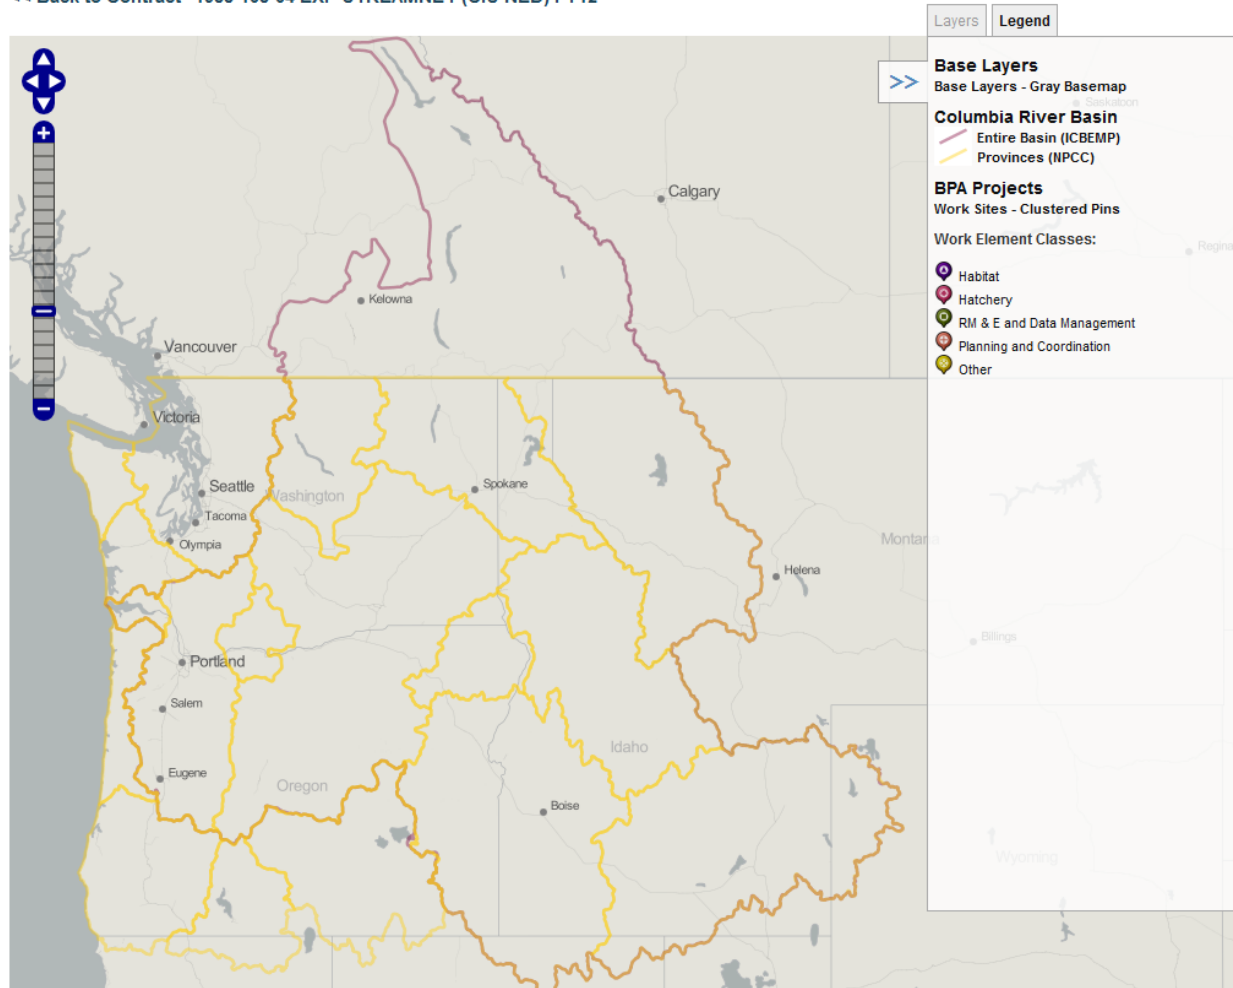 Layers Legend
>>
Base Layers
Base Layers - Gray Basemap
Saskatoon
Columbia River Basin
Entire Basin (ICBEMP)
Provinces (NPCC)
BPA Projects
Work Sites - Clustered Pins
Work Element Classes:
Regina
Habitat
Hatchery
RM & E and Data Management
Planning and Coordination
Other
Calgary
Kelowna
Vancouver
Victoria
Seattle
Washington
Spokane
Tacoma
Olympia
Montana
Helena
Billings
Portland
Salem
Idaho
Eugene
Oregon
Boise
Wyoming